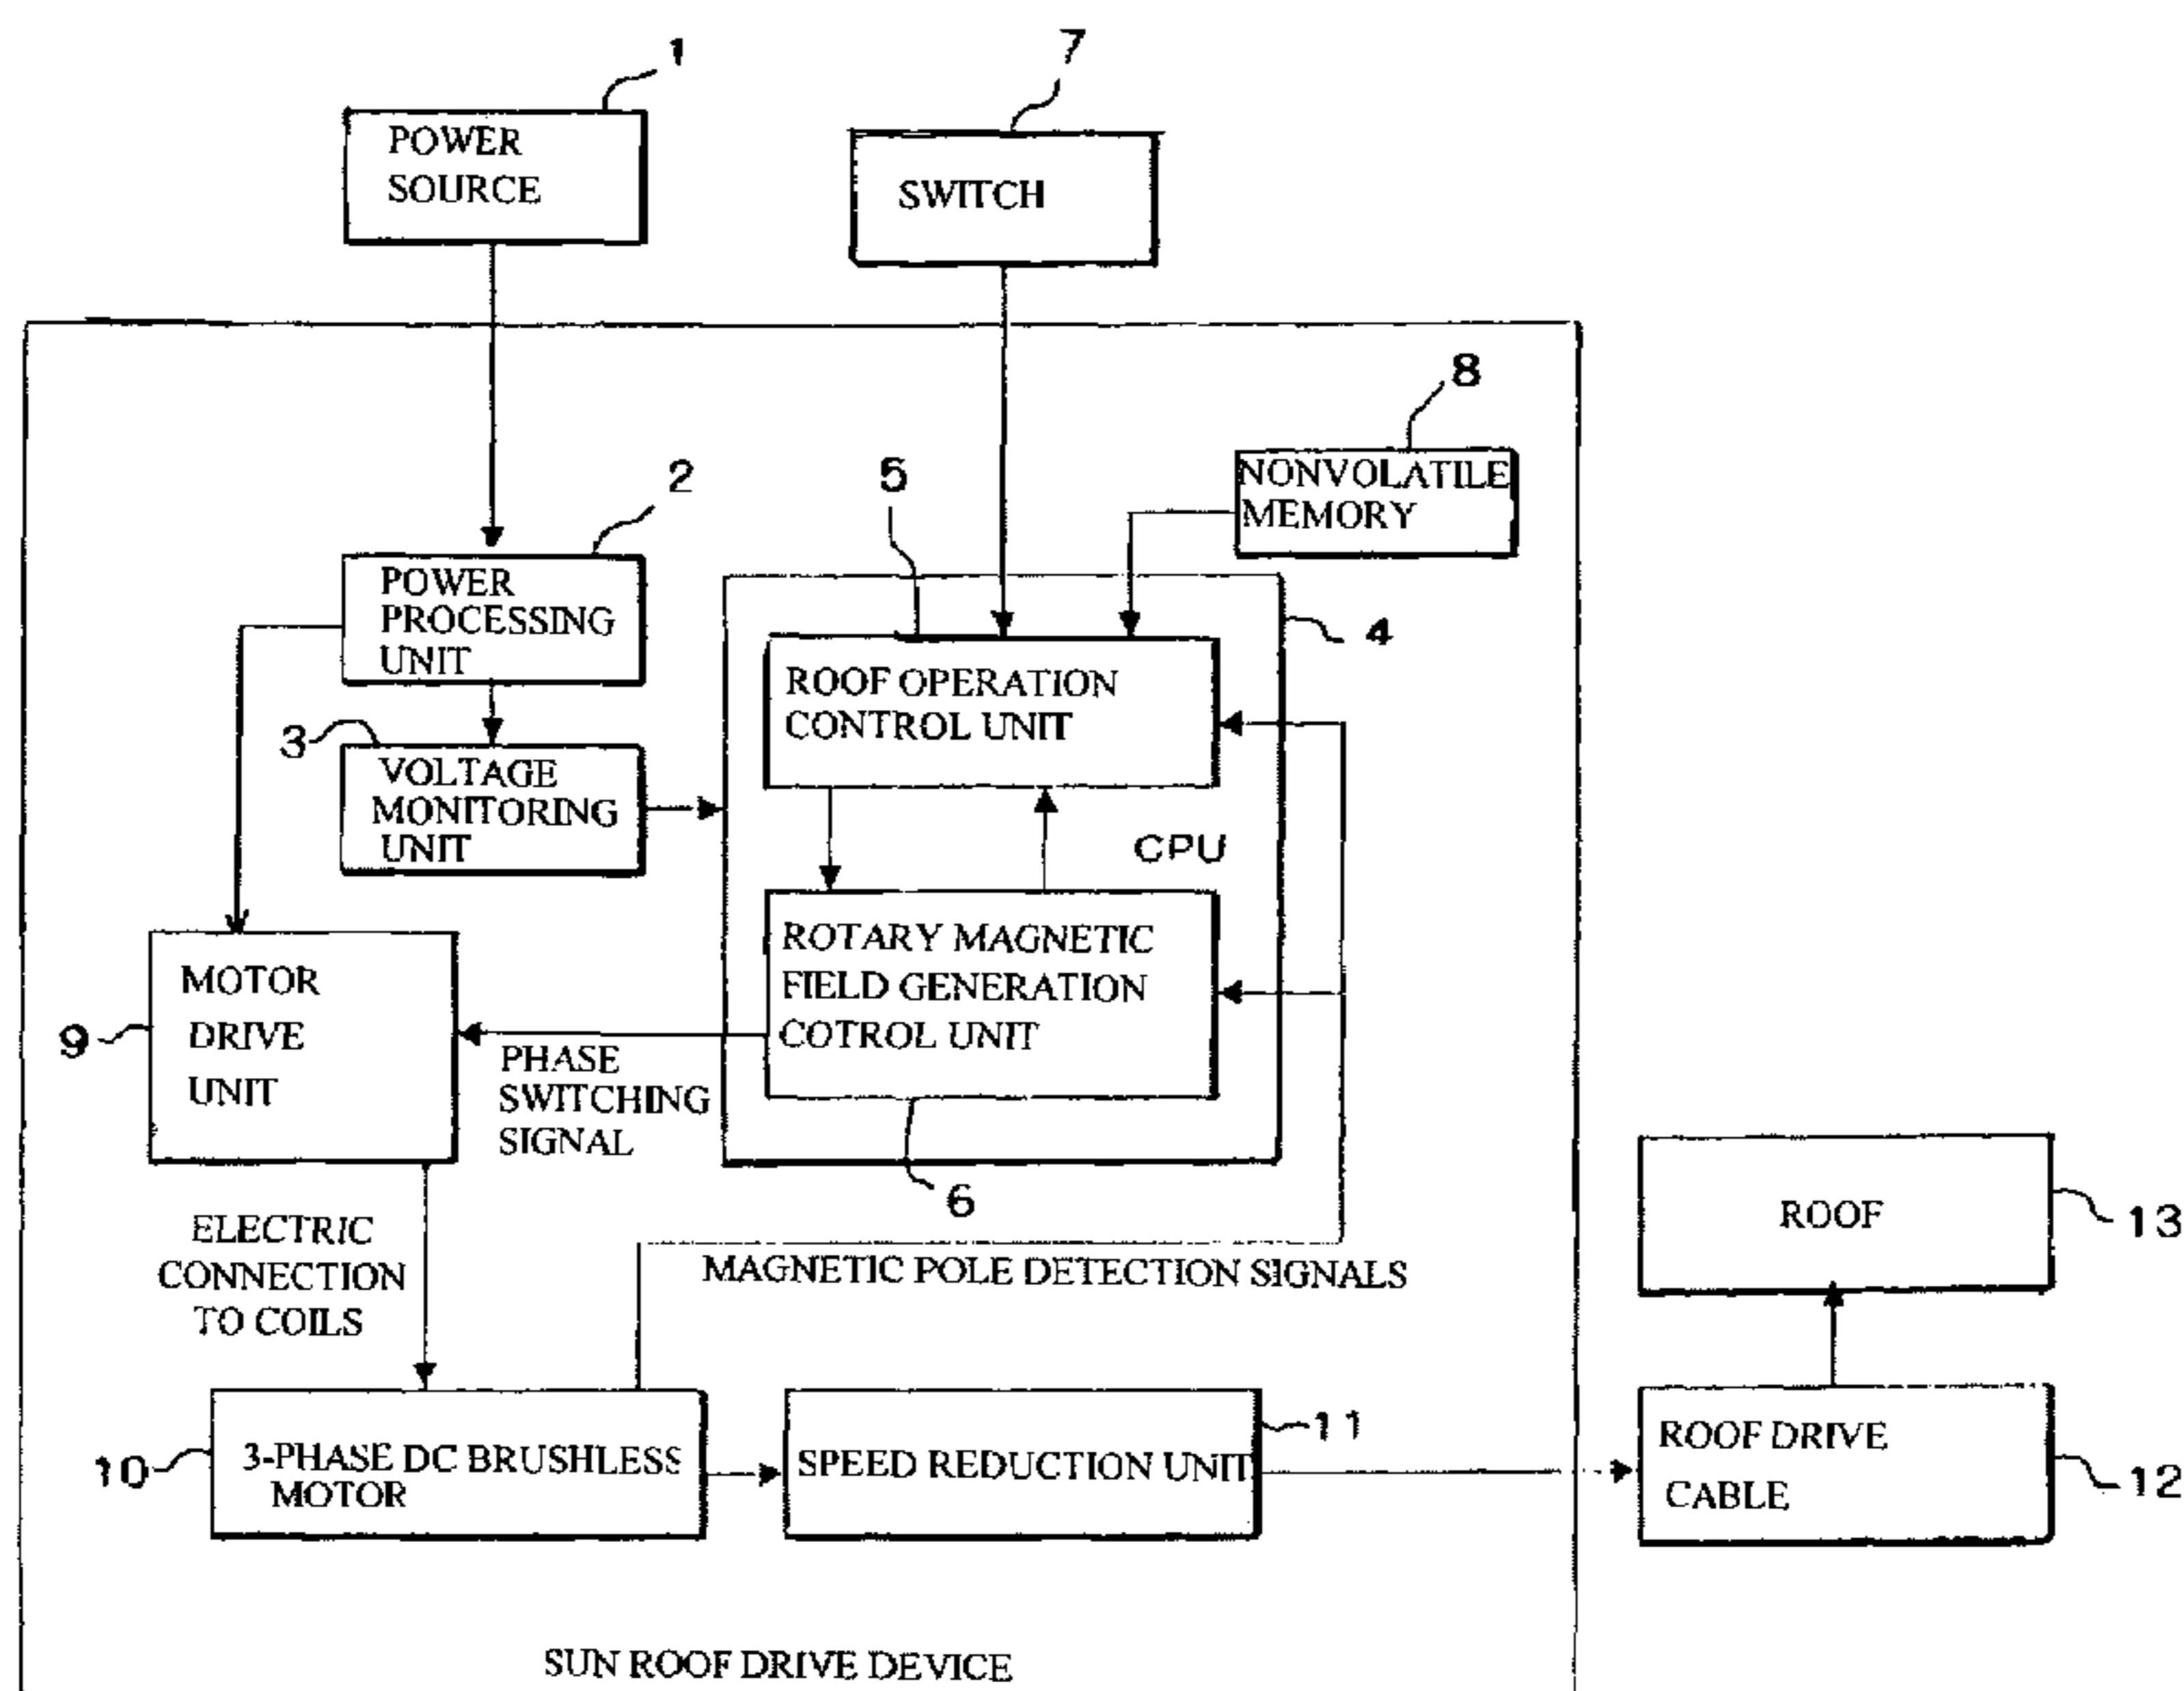 1
7
POWER
SOURCE
SWITCH
8
NONVOLATILE
MEMORY
2
5
POWER
PROCESSING
UNIT
4
ROOF OPERATION
CONTROL UNIT
3
VOLTAGE
MONITORING
UNIT
CPU
ROTARY MAGNETIC
FIELD GENERATION
COTROL UNIT
MOTOR
DRIVE
UNIT
9
PHASE
SWITCHING
SIGNAL
6
ELECTRIC
CONNECTION
TO COILS
MAGNETIC POLE DETECTION SIGNALS
ROOF
13
10
3-PHASE DC BRUSHLESS
MOTOR
11
SPEED REDUCTION UNIT
ROOF DRIVE
CABLE
12
SUN ROOF DRIVE DEVICE